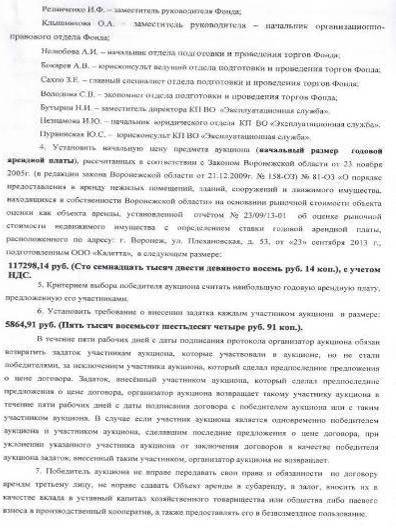 Резниченко И.Ф. – заместитель руководителя Фонда;
Клышникова О.А. – заместитель руководителя – начальник организационно-
правового отдела Фонда;
Нелюбова А.И. – начальник отдела подготовки и проведения торгов Фонда;
Бокарев А.В. – юрисконсульт ведущий отдела подготовки и проведения торгов Фонда;
Сахно З.Е. – главный специалист отдела подготовки и проведения торгов Фонда;
Володина С.В. – экономист отдела подготовки и проведения торгов Фонда;
Бутырин Н.И. – заместитель директора КП ВО «Эксплуатационная служба».
Незнамова И.Ю. – начальник юридического отдела КП ВО «Эксплуатационная служба».
Ю.С. – юрисконсульт КП ВО «Эксплуатационная служба».
4. Установить начальную цену предмета аукциона (начальный размер годовой
арендной платы), рассчитанных в соответствии с Законом Воронежской области от 23 ноября
2005г. (в редакции закона Воронежской области от 21.12.2009г. № 158-ОЗ) № 81-ОЗ «О порядке
предоставления в аренду нежилых помещений, зданий, сооружений и движимого имущества,
находящихся в собственности Воронежской области» на основании рыночной стоимости объекта
оценки как объекта аренды, установленной отчётом № 23/09/13-01 об оценке рыночной
стоимости недвижимого имущества с определением ставки годовой арендной платы,
расположенного по адресу: г. Воронеж, ул. Плехановская, д. 53, от «23» сентября 2013 г.,
подготовленным ООО «Калетта», в следующем размере:
117298,14 руб. (Сто семнадцать тысяч двести девяносто восемь руб. 14 коп.), с учетом
НДС.
5. Критерием выбора победителя аукциона считать наибольшую годовую арендную плату,
предложенную его участниками.
6. Установить требование о внесении задатка каждым участником аукциона в размере:
5864,91 руб. (Пять тысяч восемьсот шестьдесят четыре руб. 91 коп.).
В течение пяти рабочих дней с даты подписания протокола организатор аукциона обязан
возвратить задаток участникам аукциона, которые участвовали в аукционе, но не стали
победителями, за исключением участника аукциона, который сделал предпоследнее предложение
о цене договора. Задаток, внесённый участником аукциона, который сделал предпоследнее
предложения о цене договора, организатор аукциона возвращает такому участнику аукциона в
течение пяти рабочих дней с даты подписания договора с победителем аукциона или с таким
участником аукциона. В случае если участник аукциона является одновременно победителем
аукциона и участником аукциона, сделавшим последнее предложения о цене договора, при
уклонении указанного участника аукциона от заключения договоров в качестве победителя
аукциона задаток, внесенный таким участником, организатор аукциона не возвращает.
7. Победитель аукциона не вправе передавать свои права и обязанности по договору
аренды третьему лицу, не вправе сдавать Объект аренды в субаренду, в залог, вносить их в
качестве вклада в уставный капитал хозяйственного товарищества или общества либо паевого
взноса в производственный кооператив, а также предоставлять его в безвозмездное пользование.